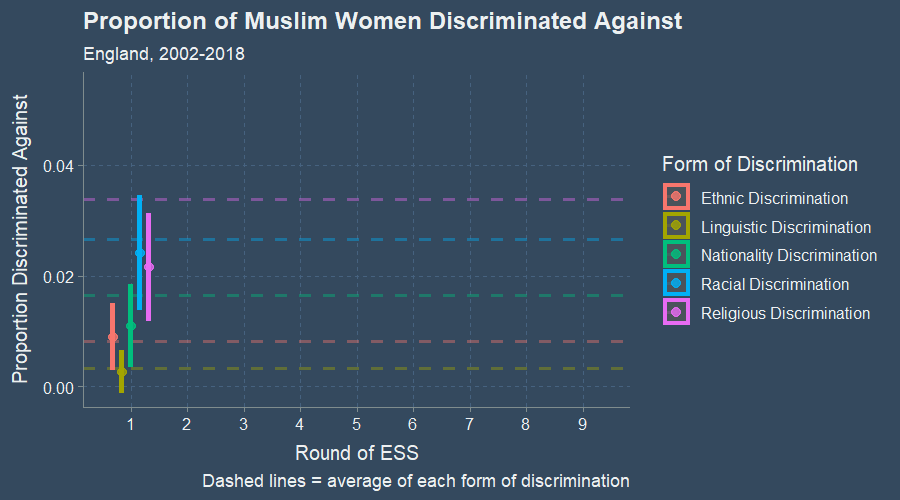 Proportion of Muslim Women Discriminated Against
England, 2002-2018
Proportion Discriminated Against
0.04
0.02
0.00
1 2 3 4 5 6 7 8 9
Round of ESS
Dashed lines = average of each form of discrimination
Form of Discrimination
Ethnic Discrimination
Linguistic Discrimination
Nationality Discrimination
Racial Discrimination
Religious Discrimination